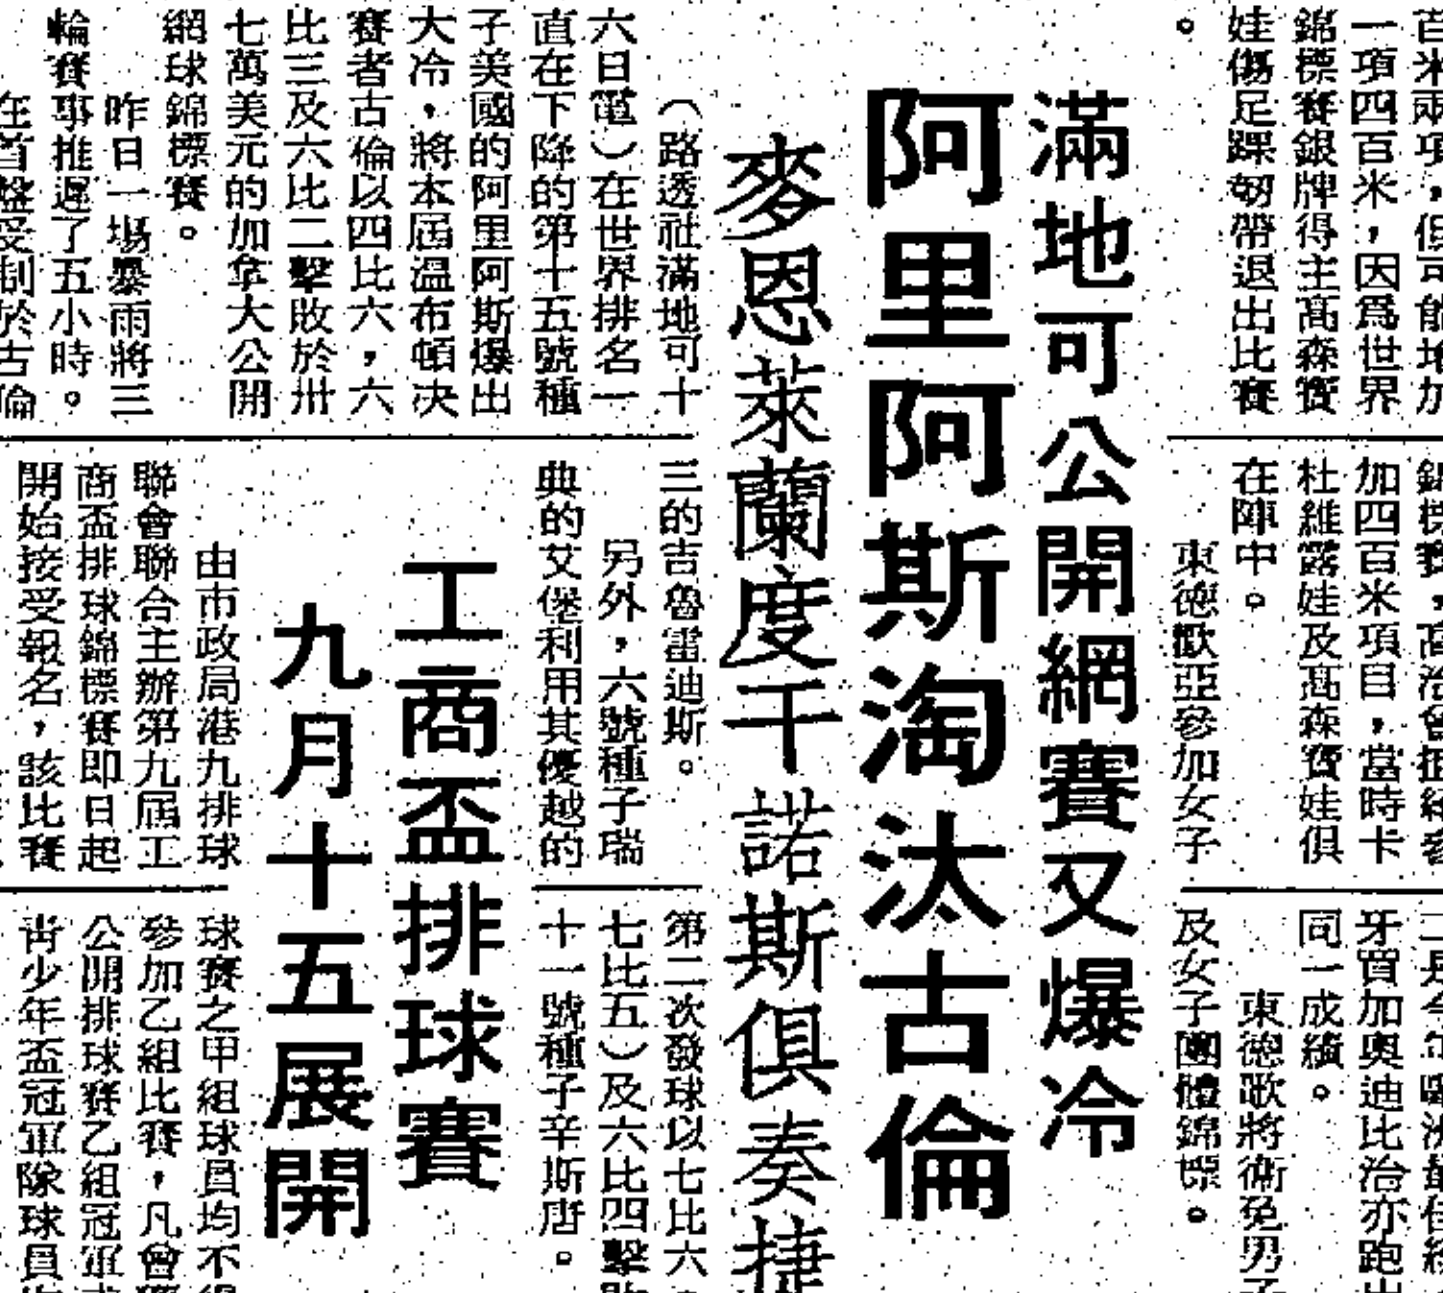 一項四百米，因爲世界
錦標賽銀牌得主高森寶
娃傷足踝韌帶退出比賽
。
加四百米項目，當時卡
杜維露娃及高森寶娃俱
在陣中。
東德歐亞參加女子
牙買加奧迪比治亦跑出
同一成績。
東德歌將衛冕男子
及女子團體錦標。
滿地可公開網賽又爆冷
阿里阿斯淘汰古倫
麥恩萊蘭度千諾斯俱奏捷
（路透社滿地可十
六日電）在世界排名一
直在下降的第十五號種
子美國的阿里阿斯爆出
大冷，將本屆溫布頓决
賽者古倫以四比六，六
比三及六比二擊敗於卅
七萬美元的加拿大公開
網球錦標賽。
昨日一場暴雨將三
輪賽事推遲了五小時。
在首盤受制於古倫
三的吉魯雷迪斯。
另外，六號種子瑞
典的艾堡利用其優越的
第二次發球以七比六（
七比五）及六比四擊敗
十一號種子辛斯唐。
工商盃排球賽
九月十五展開
由市政局港九排球
聯會聯合主辦第九屆工
商盃排球錦標賽即日起
開始接受報名，該比賽
球賽之甲組球員均不得
參加乙組比賽，凡曾獲
公開排球賽乙組冠軍或
靑少年盃冠軍隊球員